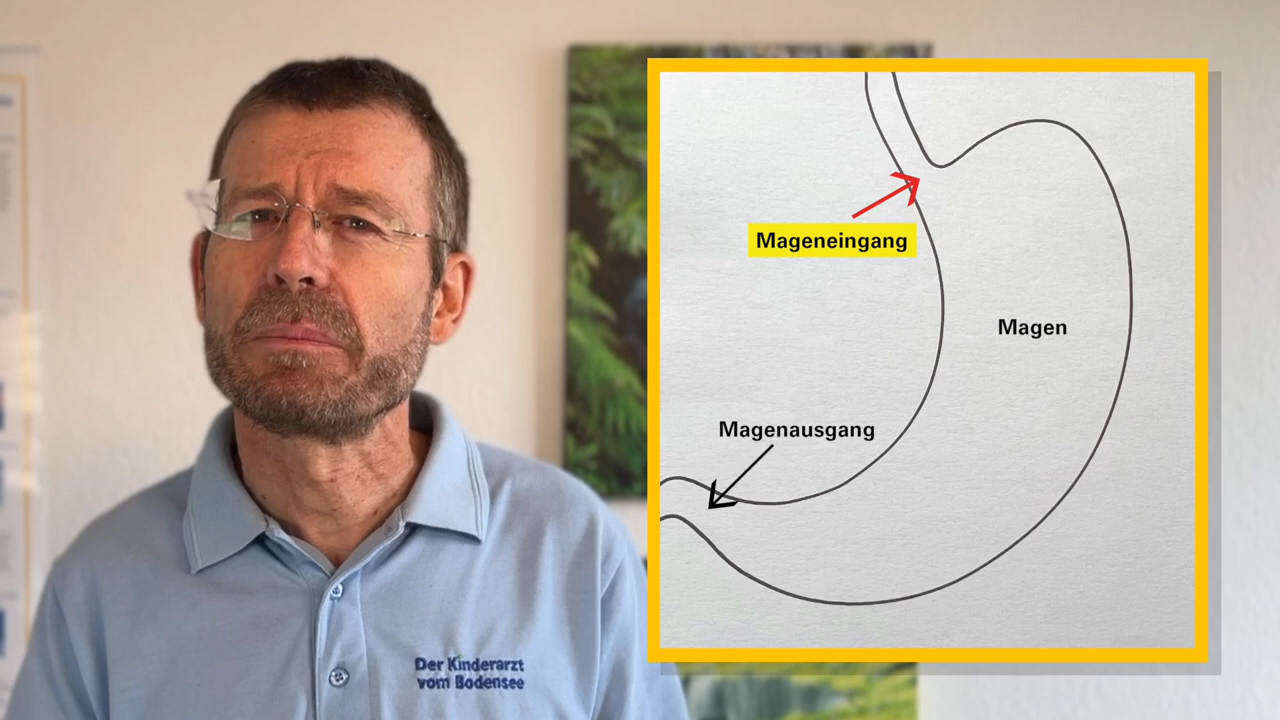 Mageneingang
Magen
Magenausgang
Der Kinderarzt
vom Bodensee